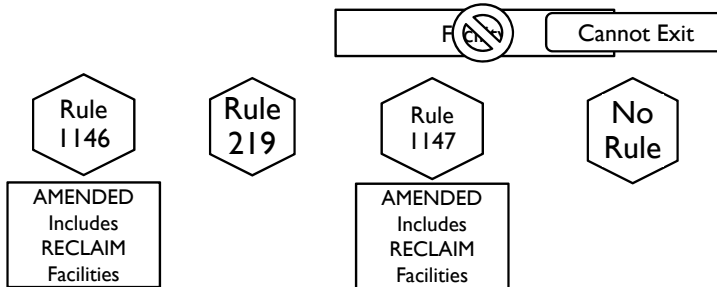 Cannot Exit
Rule
1146
Rule
219
Rule
1147
No
Rule
AMENDED
Includes
RECLAIM
Facilities
AMENDED
Includes
RECLAIM
Facilities